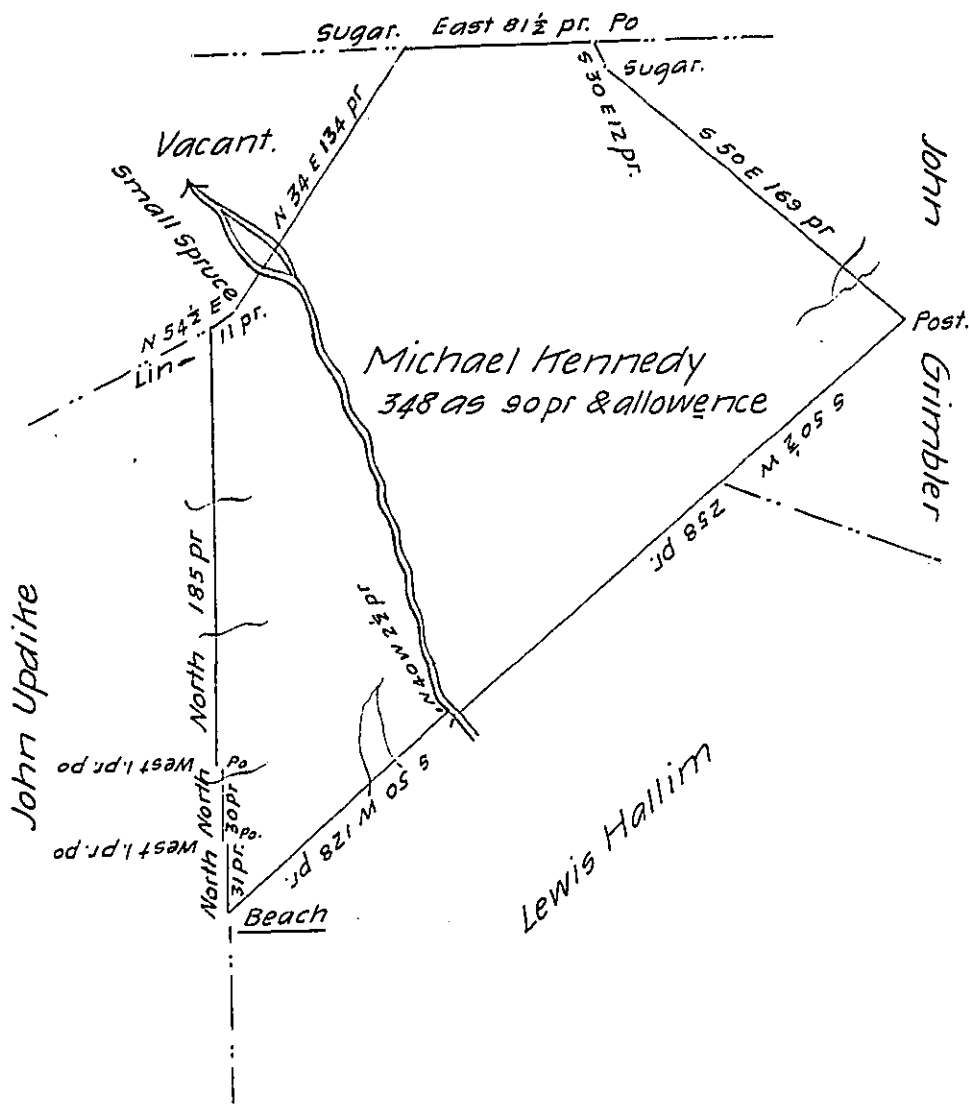 Sugar. East 81½ pr. Po
S 30 E 12 pr.
Sugar.
S 50 E 169 pr
John
Grimbler
Vacant.
N 34 E 134 pr
Small Spruce
N 54½ E
11 pr.
Lin
Post.
Michael Kennedy
348 as 90 pr & allowence
S 50½ W
258 pr.
John Updike
North 185 pr
N 40 W 2½ pr
West 1. pr. po
Po
North
30 pr
West 1. pr. po
Po.
North
31 pr.
S 50 W 128 pr.
Beach
Lewis Hallim